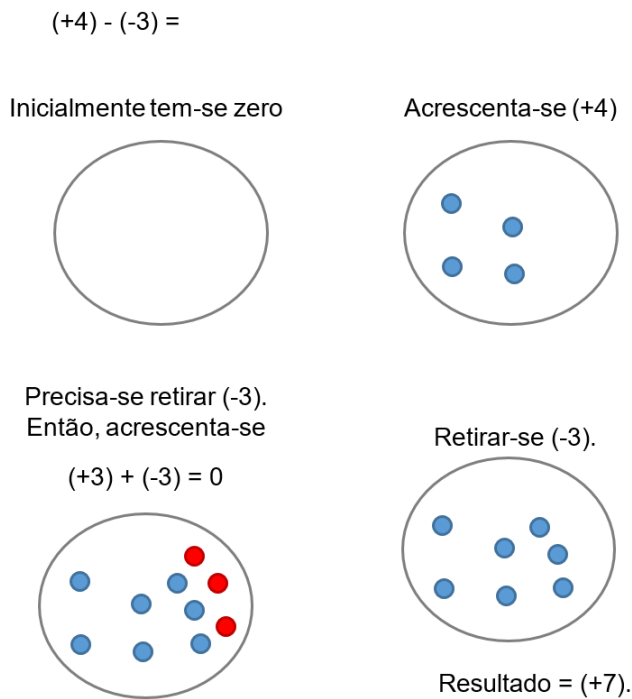 (+4) - (-3) =
Inicialmente tem-se zero
Acrescenta-se (+4)
Precisa-se retirar (-3).
Então, acrescenta-se
(+3) + (-3) = 0
Retirar-se (-3).
Resultado = (+7).